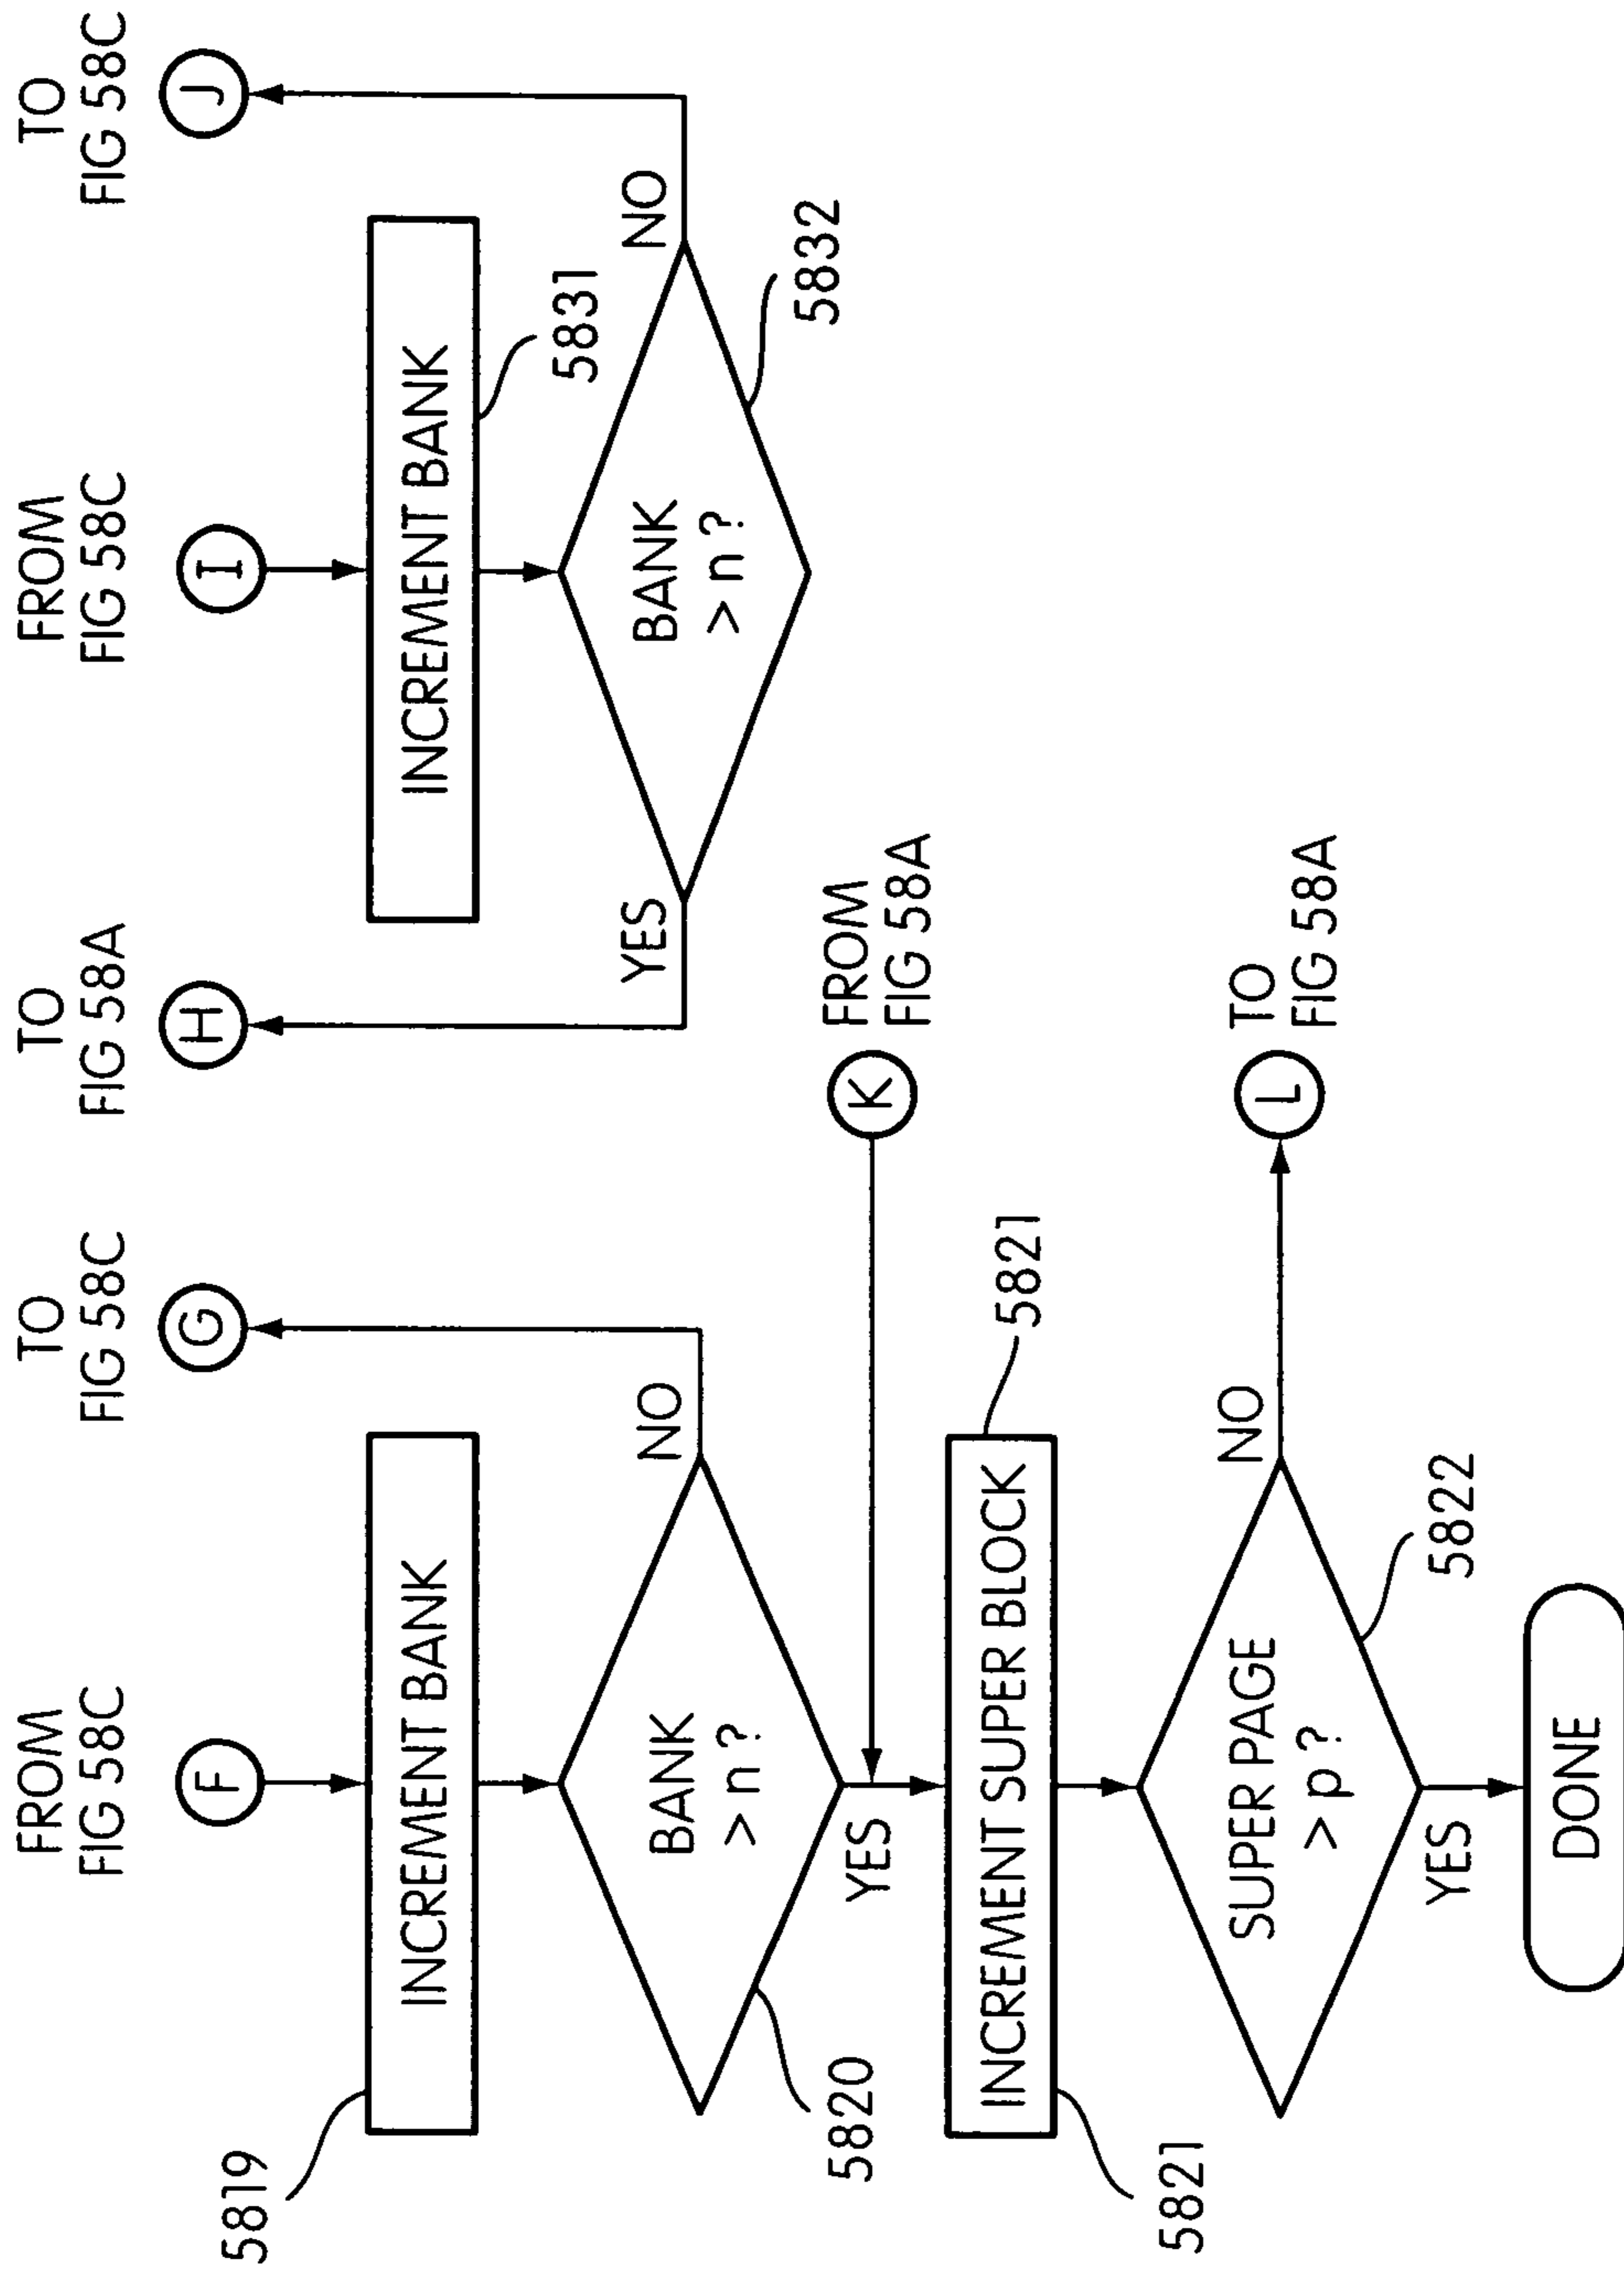 FROM
FIG 58C
F
5819
INCREMENT BANK
BANK
> n ?
NO
YES
5820
TO
FIG 58C
G
K
FROM
FIG 58A
5821
INCREMENT SUPER BLOCK
5821
SUPER PAGE
> p ?
NO
YES
5822
L
TO
FIG 58A
DONE
TO
FIG 58A
H
FROM
FIG 58C
I
INCREMENT BANK
5831
BANK
> n ?
YES
NO
5832
TO
FIG 58C
J